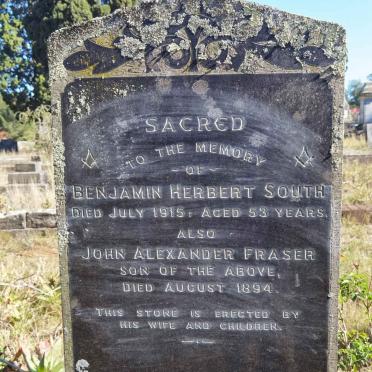 SACRED
TO THE MEMORY
OF
BENJAMIN HERBERT SOUTH
DIED JULY 1915, AGED 53 YEARS.
ALSO
JOHN ALEXANDER FRASER
SON OF THE ABOVE,
DIED AUGUST 1894.
THIS STONE IS ERECTED BY
HIS WIFE AND CHILDREN.